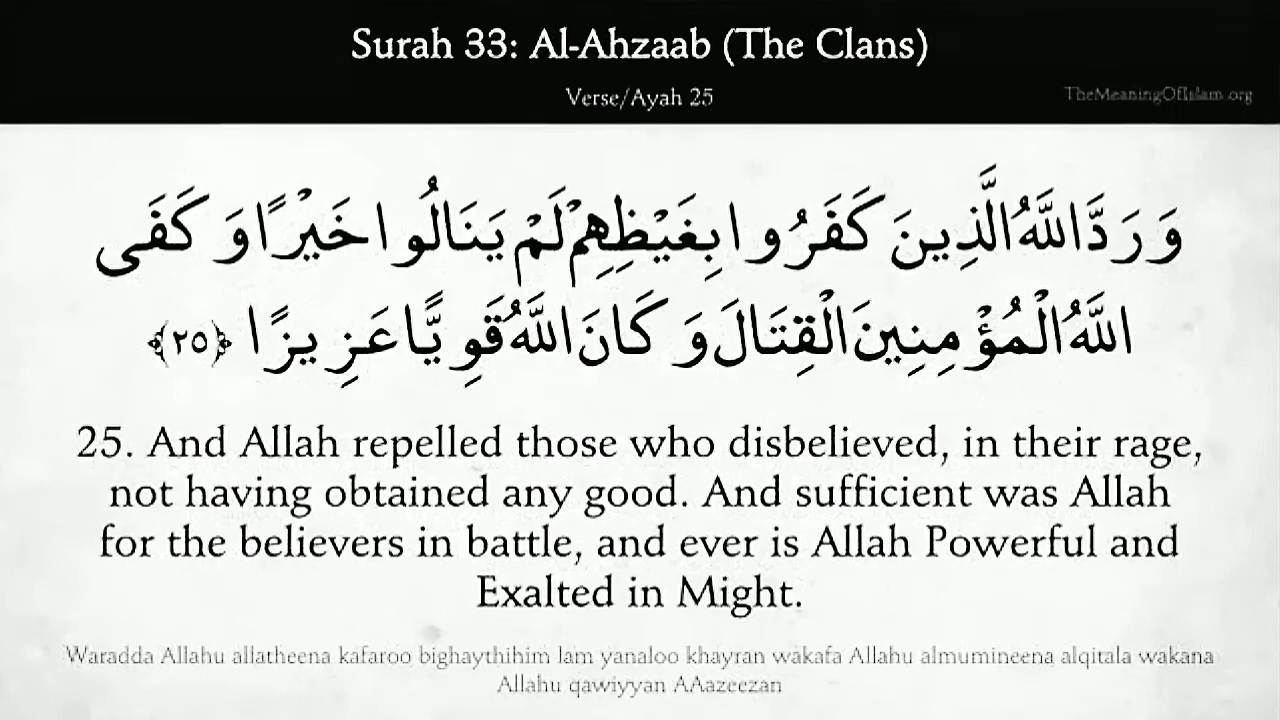 Surah 33: Al-Ahzaab (The Clans)
Verse/Ayah 25
TheMeaningOfIslam.org
وَرَدَّ اللَّهُ الَّذِينَ كَفَرُوا بِغَيْظِهِمْ لَمْ يَنَالُوا خَيْرًا وَكَفَى
اللَّهُ الْمُؤْمِنِينَ الْقِتَالَ وَكَانَ اللَّهُ قَوِيًّا عَزِيزًا ﴿٢٥﴾
25. And Allah repelled those who disbelieved, in their rage,
not having obtained any good. And sufficient was Allah
for the believers in battle, and ever is Allah Powerful and
Exalted in Might.
Waradda Allahu allatheena kafaroo bighaythihim lam yanaloo khayran wakafa Allahu almumineena alqitala wakana
Allahu qawiyyan AAazeezan